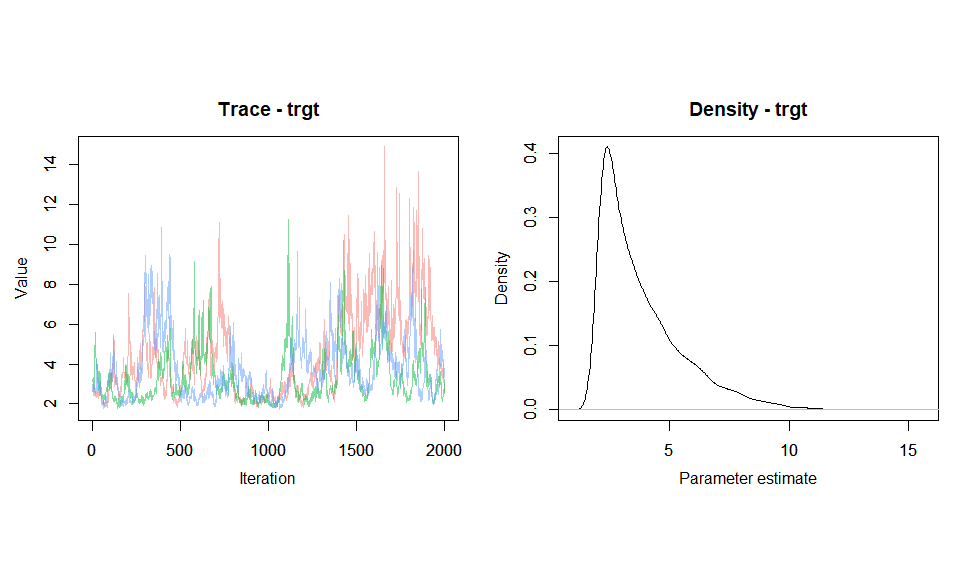 Trace - trgt
Value
2 4 6 8 10 12 14
0 500 1000 1500 2000
Iteration
Density - trgt
Density
0.0 0.1 0.2 0.3 0.4
5 10 15
Parameter estimate